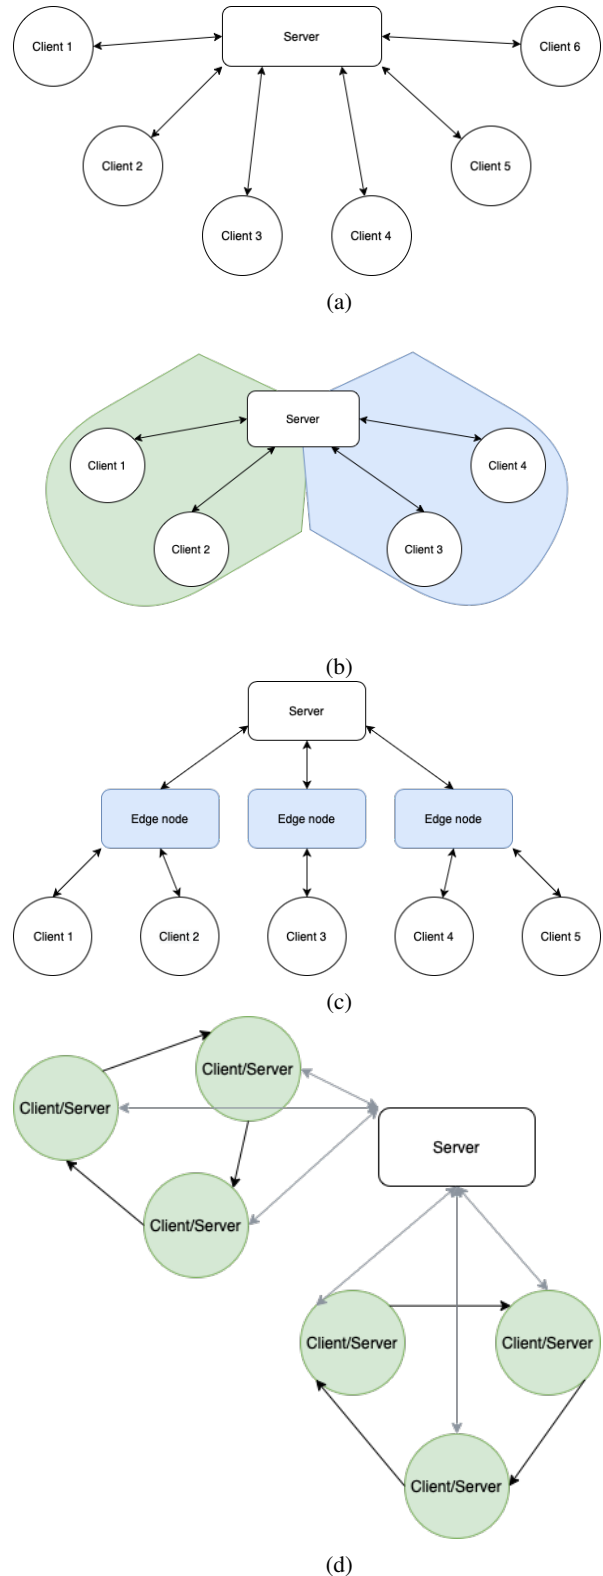 Client 1
Server
Client 6
Client 2
Client 5
Client 3
Client 4
(a)
Server
Client 1
Client 4
Client 2
Client 3
(b)
Server
Edge node
Edge node
Edge node
Client 1
Client 2
Client 3
Client 4
Client 5
(c)
Client/Server
Client/Server
Server
Client/Server
Client/Server
Client/Server
Client/Server
(d)